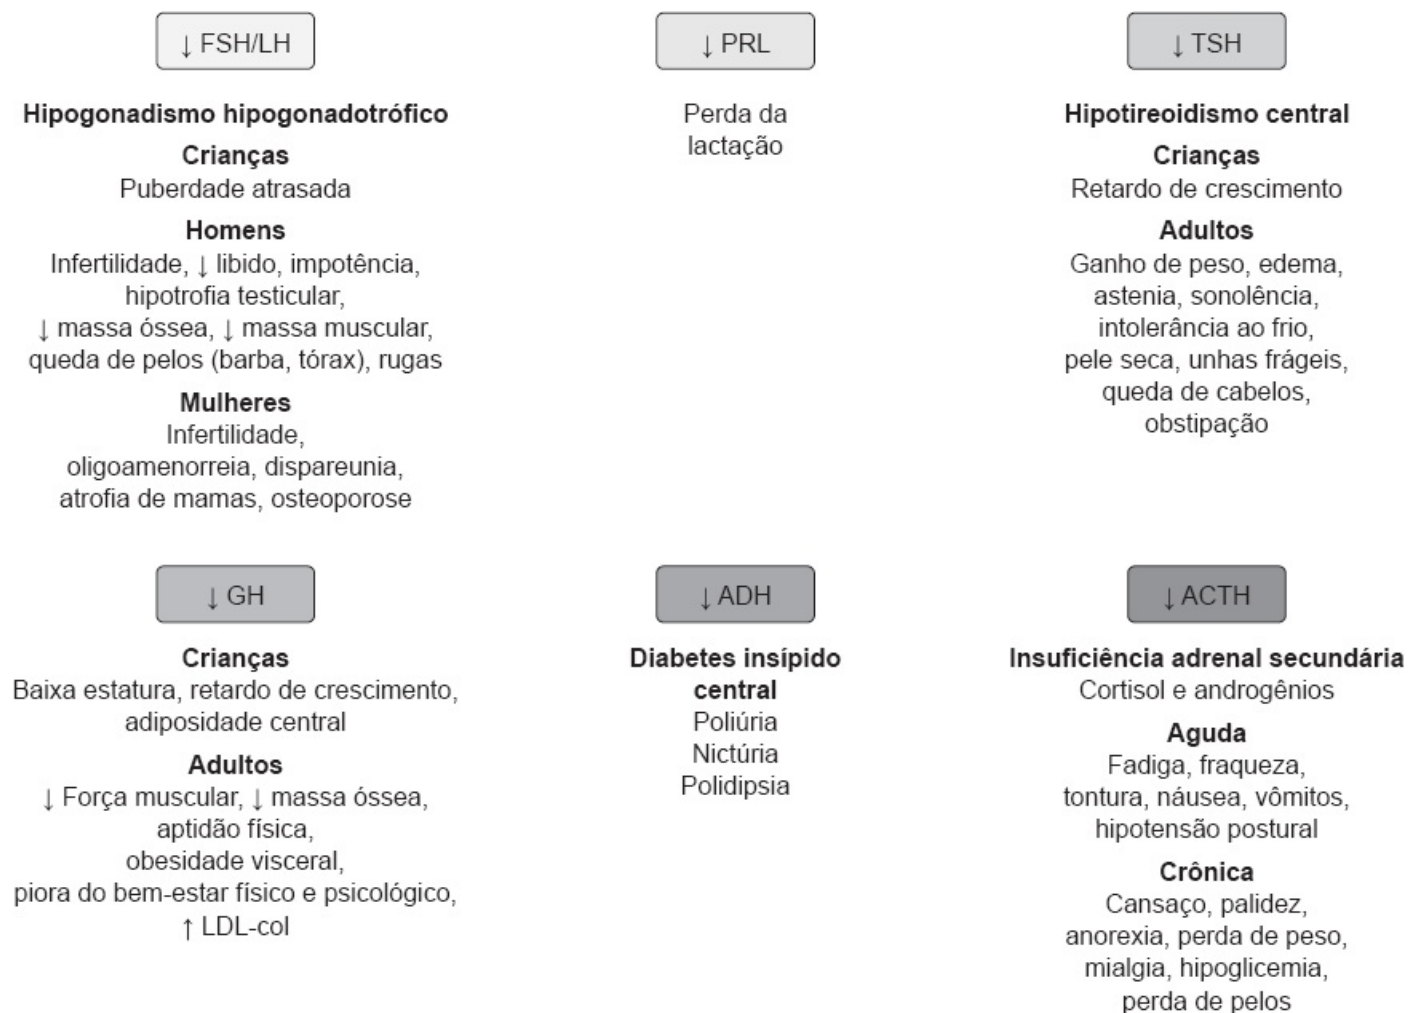 ↓ FSH/LH
Hipogonadismo hipogonadotrófico
Crianças
Puberdade atrasada
Homens
Infertilidade, ↓ libido, impotência,
hipotrofia testicular,
↓ massa óssea, ↓ massa muscular,
queda de pelos (barba, tórax), rugas
Mulheres
Infertilidade,
oligoamenorreia, dispareunia,
atrofia de mamas, osteoporose
↓ PRL
Perda da
lactação
↓ TSH
Hipotireoidismo central
Crianças
Retardo de crescimento
Adultos
Ganho de peso, edema,
astenia, sonolência,
intolerância ao frio,
pele seca, unhas frágeis,
queda de cabelos,
obstipação
↓ GH
Crianças
Baixa estatura, retardo de crescimento,
adiposidade central
Adultos
↓ Força muscular, ↓ massa óssea,
aptidão física,
obesidade visceral,
piora do bem-estar físico e psicológico,
↑ LDL-col
↓ ADH
Diabetes insípido
central
Poliúria
Nictúria
Polidipsia
↓ ACTH
Insuficiência adrenal secundária
Cortisol e androgênios
Aguda
Fadiga, fraqueza,
tontura, náusea, vômitos,
hipotensão postural
Crônica
Cansaço, palidez,
anorexia, perda de peso,
mialgia, hipoglicemia,
perda de pelos